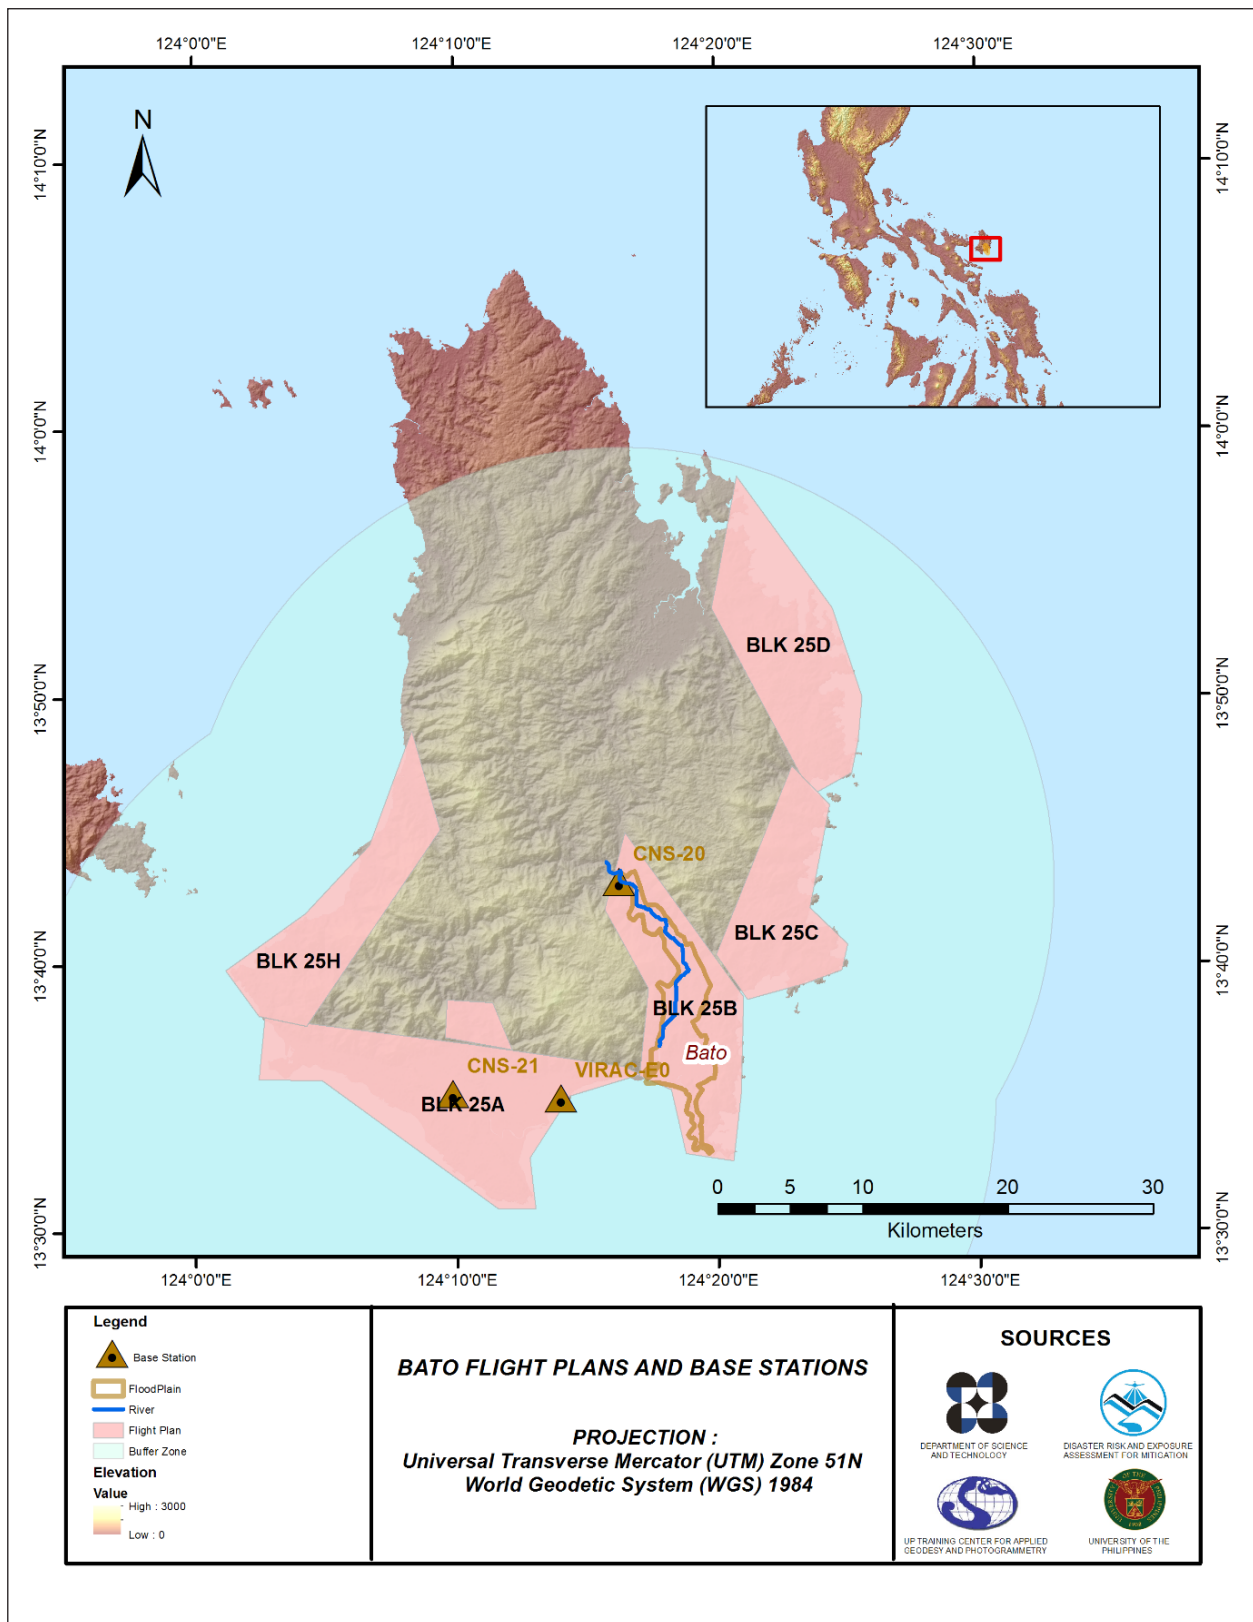 124°0'0"E
124°10'0"E
124°20'0"E
124°30'0"E
N
14°10'0"N
14°10'0"N
14°0'0"N
14°0'0"N
13°50'0"N
13°50'0"N
13°40'0"N
13°40'0"N
13°30'0"N
13°30'0"N
BLK 25D
CNS-20
BLK 25C
BLK 25H
BLK 25B
Bato
CNS-21
VIRAC-E0
BLK 25A
0 5 10 20 30
Kilometers
124°0'0"E
124°10'0"E
124°20'0"E
124°30'0"E
Legend
Base Station
FloodPlain
River
Flight Plan
Buffer Zone
Elevation
Value
High : 3000
Low : 0
BATO FLIGHT PLANS AND BASE STATIONS
PROJECTION :
Universal Transverse Mercator (UTM) Zone 51N
World Geodetic System (WGS) 1984
SOURCES
DEPARTMENT OF SCIENCE
AND TECHNOLOGY
DISASTER RISK AND EXPOSURE
ASSESSMENT FOR MITIGATION
UP TRAINING CENTER FOR APPLIED
GEODESY AND PHOTOGRAMMETRY
UNIVERSITY OF THE PHILIPPINES
1908
UNIVERSITY OF THE
PHILIPPINES